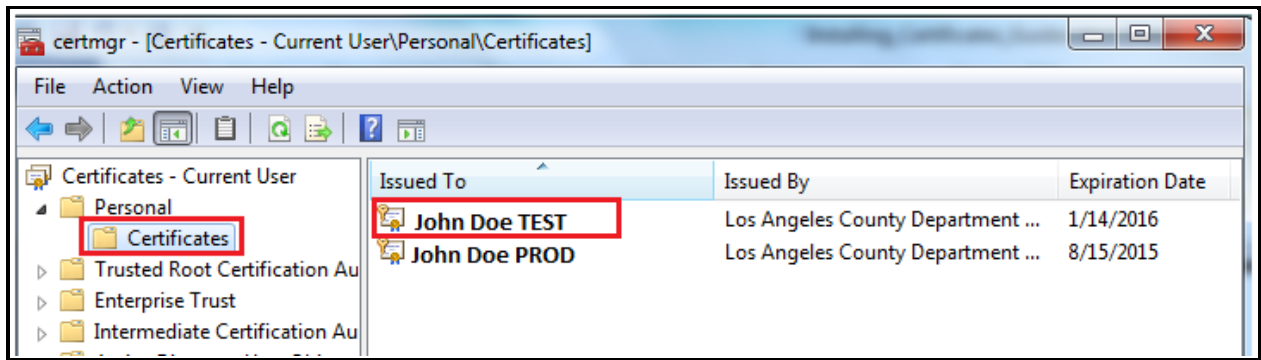 certmgr - [Certificates - Current User\Personal\Certificates]
File Action View Help
Certificates - Current User
Personal
Certificates
Trusted Root Certification Au
Enterprise Trust
Intermediate Certification Au
Issued To Issued By Expiration Date
John Doe TEST Los Angeles County Department ... 1/14/2016
John Doe PROD Los Angeles County Department ... 8/15/2015